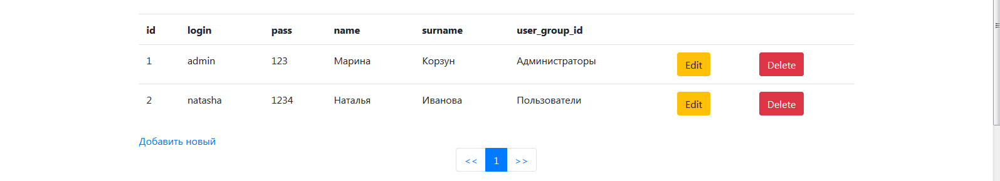 id login pass name surname user_group_id
1 admin 123 Марина Корзун Администраторы Edit Delete
2 natasha 1234 Наталья Иванова Пользователи Edit Delete
Добавить новый
<< 1 >>